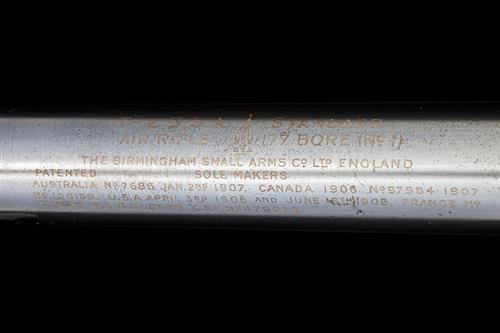 THE B.S.A. STANDARD
AIR RIFLE B.S.A. .177 BORE (No 1)
THE BIRMINGHAM SMALL ARMS Co LTD ENGLAND
PATENTED SOLE MAKERS
AUSTRALIA No 7686. JAN. 2ND 1907. CANADA 1906 No 97984-1907
U.S.A. APRIL 3RD 1906 AND JUNE 1908. FRANCE No